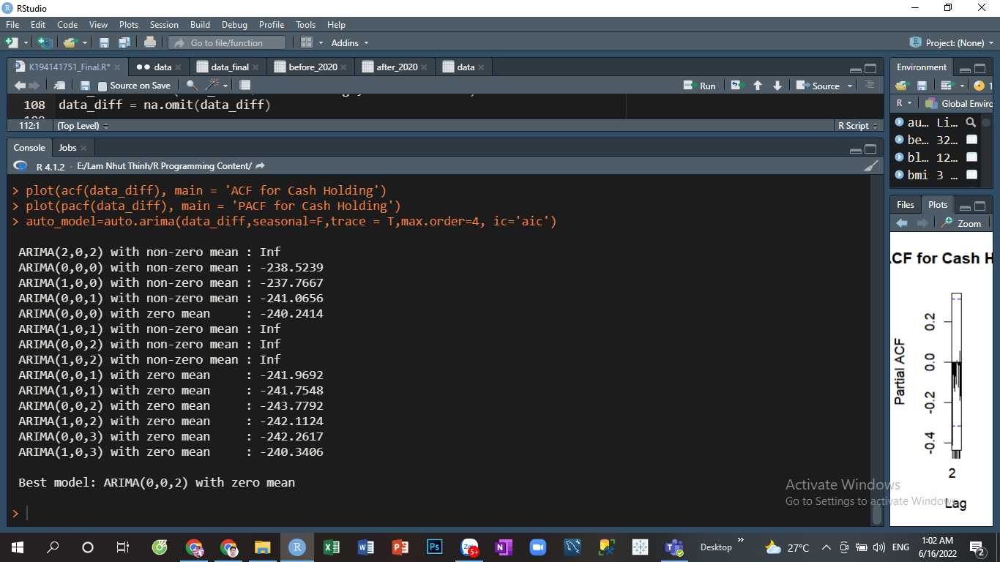 RStudio
File Edit Code View Plots Session Build Debug Profile Tools Help
Go to file/function Addins Project: (None)
K194141751_Final.R* data data_final before_2020 after_2020 data
Source on Save Run Source
108 data_diff = na.omit(data_diff)
112:1 (Top Level) R Script
Console Jobs
R 4.1.2 · E:/Lam Nhut Thinh/R Programming Content/
> plot(acf(data_diff), main = 'ACF for Cash Holding')
> plot(pacf(data_diff), main = 'PACF for Cash Holding')
> auto_model=auto.arima(data_diff,seasonal=F,trace = T,max.order=4, ic='aic')
ARIMA(2,0,2) with non-zero mean : Inf
ARIMA(0,0,0) with non-zero mean : -238.5239
ARIMA(1,0,0) with non-zero mean : -237.7667
ARIMA(0,0,1) with non-zero mean : -241.0656
ARIMA(0,0,0) with zero mean : -240.2414
ARIMA(1,0,1) with non-zero mean : Inf
ARIMA(0,0,2) with non-zero mean : Inf
ARIMA(1,0,2) with non-zero mean : Inf
ARIMA(0,0,1) with zero mean : -241.9692
ARIMA(1,0,1) with zero mean : -241.7548
ARIMA(0,0,2) with zero mean : -243.7792
ARIMA(1,0,2) with zero mean : -242.1124
ARIMA(0,0,3) with zero mean : -242.2617
ARIMA(1,0,3) with zero mean : -240.3406
Best model: ARIMA(0,0,2) with zero mean
>
Environment
1
R Global Enviro
au… Li…
be… 32…
bl… 12…
bmi 3 …
Files Plots
Zoom
CF for Cash H
Partial ACF
0.2
0.0
-0.2
-0.4
2
Lag
Activate Windows
Go to Settings to activate Windows.
Desktop 27°C ENG
1:02 AM
6/16/2022
5+
2